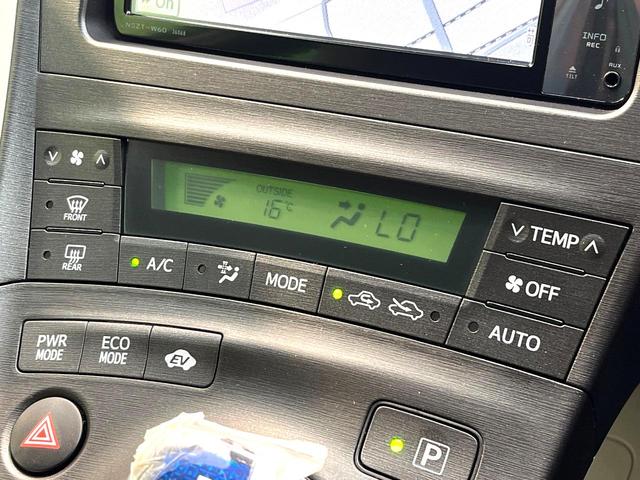 On
NSZT-W60
INFO
REC
TILT
AUX
OUTSIDE
16°C
LO
FRONT
REAR
A/C
MODE
TEMP
OFF
AUTO
PWR
MODE
ECO
MODE
EV
P